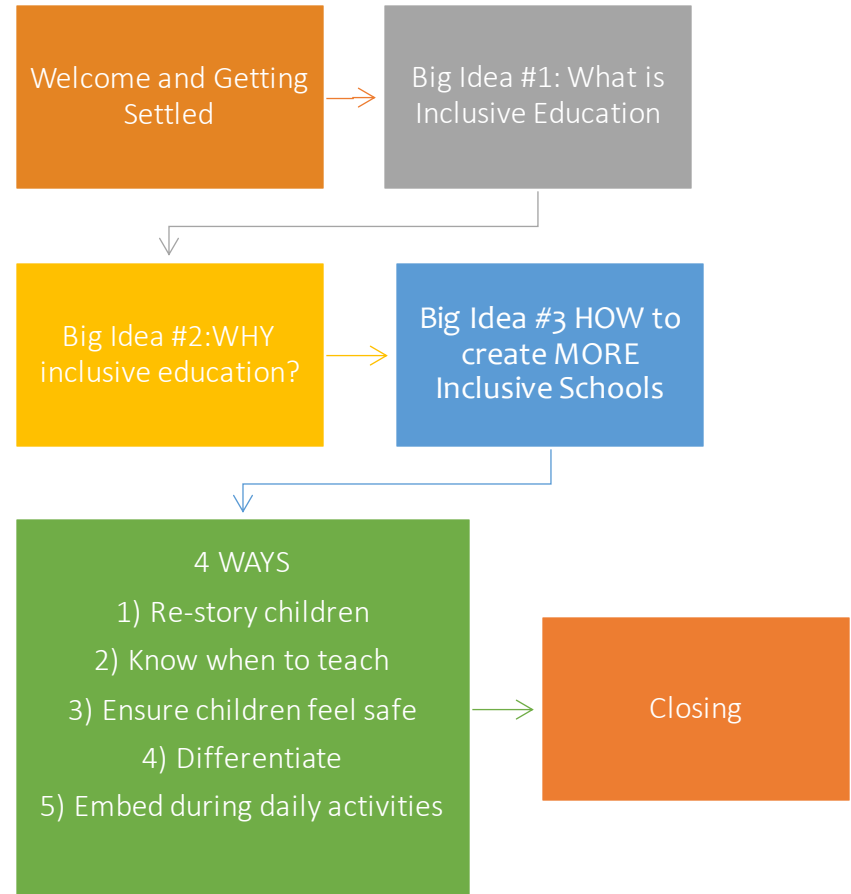 Welcome and Getting
Settled
Big Idea #1: What is
Inclusive Education
Big Idea #2:WHY
inclusive education?
Big Idea #3 HOW to
create MORE
Inclusive Schools
4 WAYS
1) Re-story children
2) Know when to teach
3) Ensure children feel safe
4) Differentiate
5) Embed during daily activities
Closing